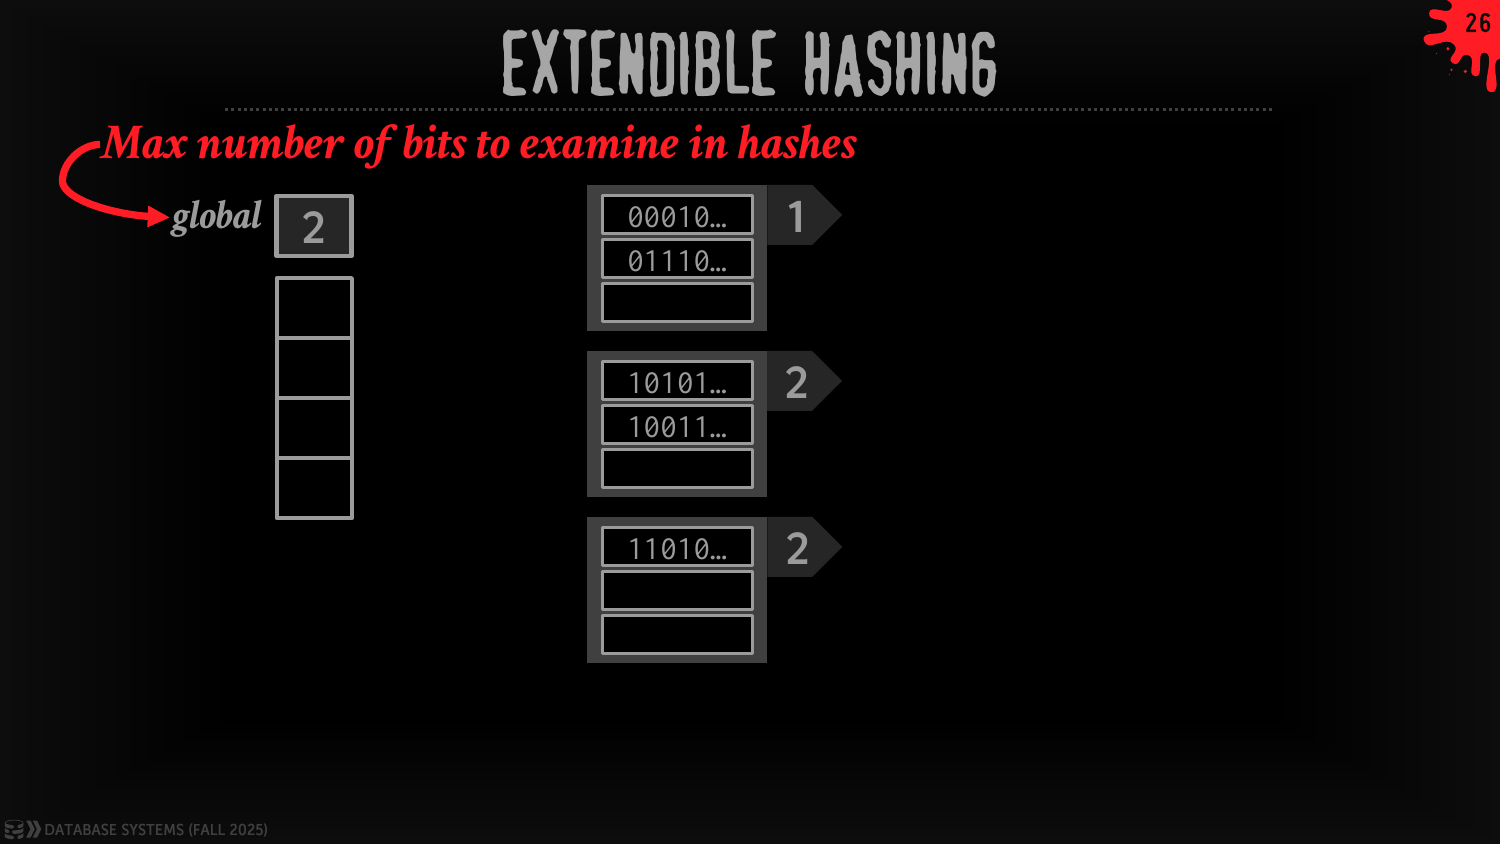 26
EXTENDIBLE HASHING
Max number of bits to examine in hashes
global 2
00010… 1
01110…
10101… 2
10011…
11010… 2
DATABASE SYSTEMS (FALL 2025)